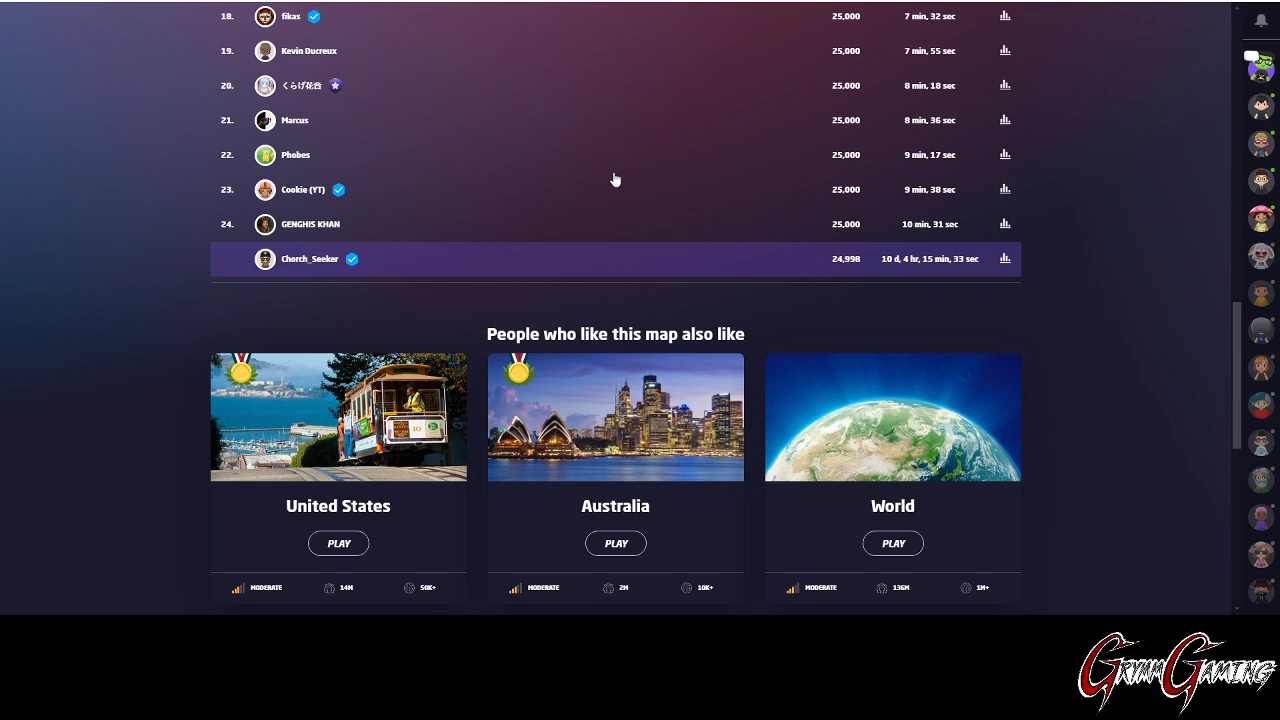 18. fikas 25,000 7 min, 32 sec
19. Kevin Ducreux 25,000 7 min, 55 sec
20. くらげ花音 25,000 8 min, 18 sec
21. Marcus 25,000 8 min, 36 sec
22. Phobes 25,000 9 min, 17 sec
23. Cookie (YT) 25,000 9 min, 38 sec
24. GENGHIS KHAN 25,000 10 min, 31 sec
Chorch_Seeker 24,998 10 d, 4 hr, 15 min, 33 sec
People who like this map also like
United States
PLAY
MODERATE 14M 50K+
Australia
PLAY
MODERATE 2M 10K+
World
PLAY
MODERATE 136M 1M+
GRIMM GAMING